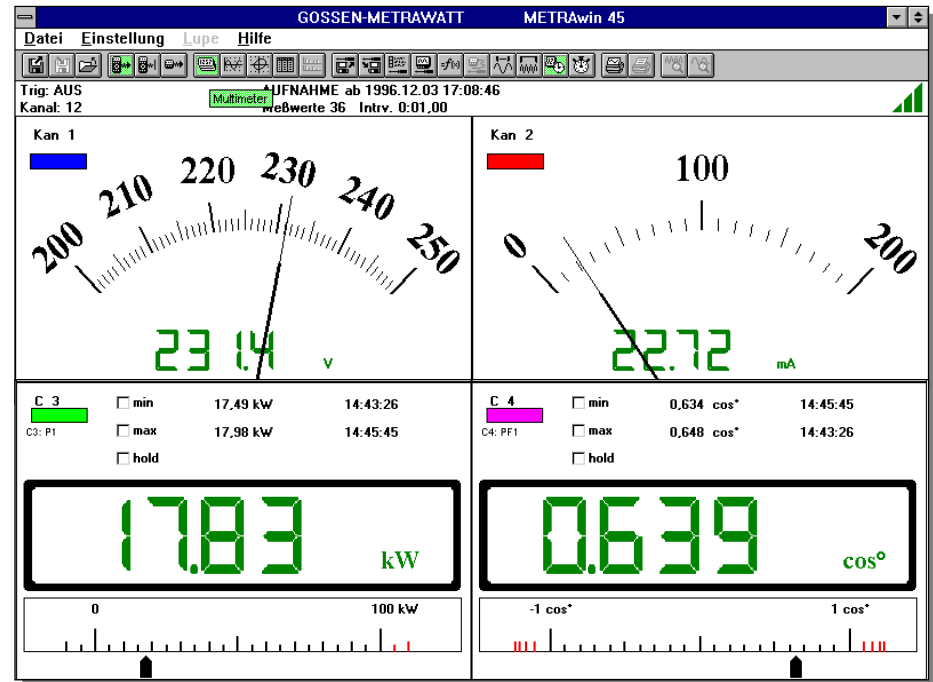 GOSSEN-METRAWATT METRAwin 45
Datei Einstellung Lupe Hilfe
Trig: AUS AUFNAHME ab 1996.12.03 17:08:46
Kanal: 12 Multimeter Meßwerte 36 Intrv. 0:01,00
Kan 1
200 210 220 230 240 250
231.4 V
Kan 2
0 100 200
22.72 mA
C 3 min 17,49 kW 14:43:26
C3: P1 max 17,98 kW 14:45:45
hold
17.83 kW
0 100 kW
C 4 min 0,634 cos° 14:45:45
C4: PF1 max 0,648 cos° 14:43:26
hold
0.639 cos°
-1 cos° 1 cos°